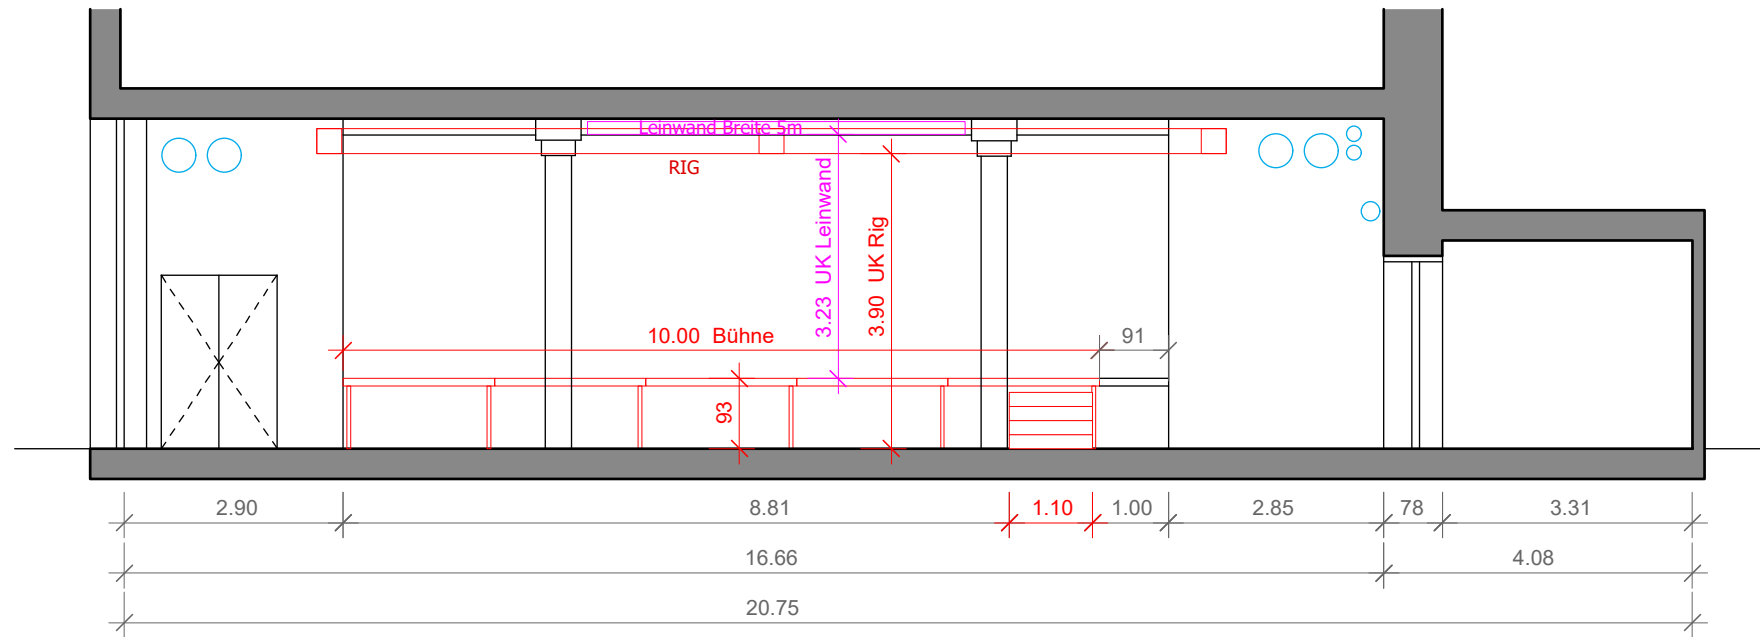 Leinwand Breite 5m
RIG
3.23 UK Leinwand
3.90 UK Rig
10.00 Bühne
91
93
2.90
8.81
1.10
1.00
2.85
78
3.31
16.66
4.08
20.75